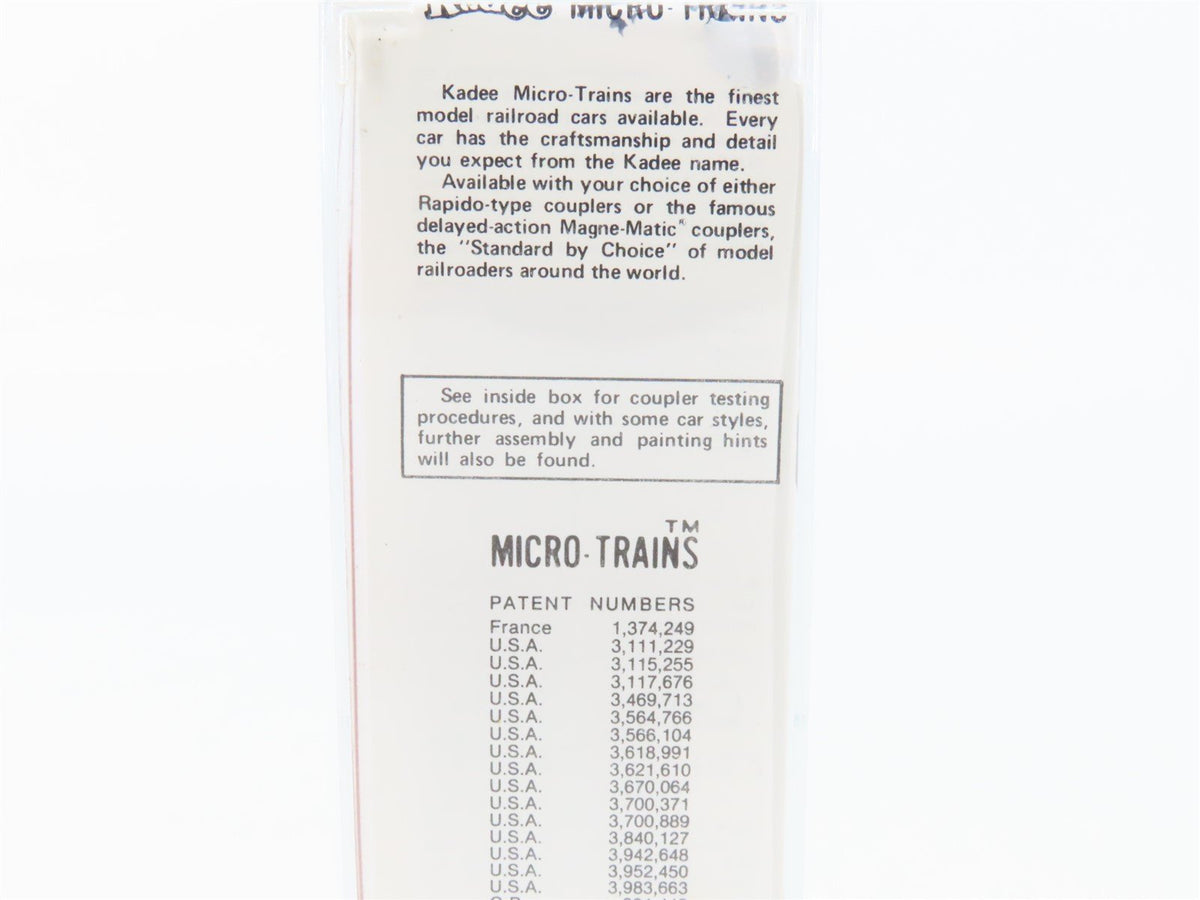 Kadee MICRO-TRAINS
Kadee Micro-Trains are the finest
model railroad cars available. Every
car has the craftsmanship and detail
you expect from the Kadee name.
Available with your choice of either
Rapido-type couplers or the famous
delayed-action Magne-Matic® couplers,
the "Standard by Choice" of model
railroaders around the world.
See inside box for coupler testing
procedures, and with some car styles,
further assembly and painting hints
will also be found.
TM
MICRO-TRAINS
PATENT NUMBERS
France 1,374,249
U.S.A. 3,111,229
U.S.A. 3,115,255
U.S.A. 3,117,676
U.S.A. 3,469,713
U.S.A. 3,564,766
U.S.A. 3,566,104
U.S.A. 3,618,991
U.S.A. 3,621,610
U.S.A. 3,670,064
U.S.A. 3,700,371
U.S.A. 3,700,889
U.S.A. 3,840,127
U.S.A. 3,942,648
U.S.A. 3,952,450
U.S.A. 3,983,663